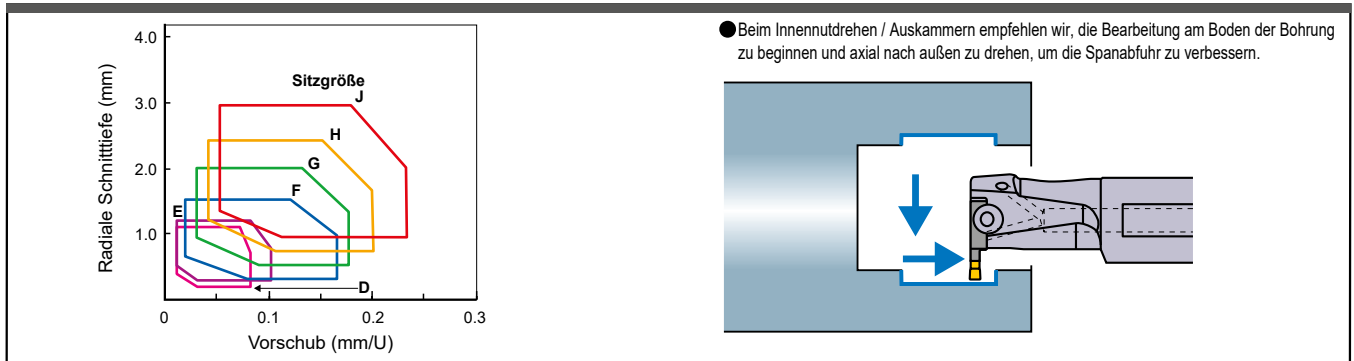 4.0
3.0
2.0
1.0
0
0
0.1
0.2
0.3
Radiale Schnitttiefe (mm)
Vorschub (mm/U)
Sitzgröße
J
H
G
F
E
D
●Beim Innennutdrehen / Auskammern empfehlen wir, die Bearbeitung am Boden der Bohrung
zu beginnen und axial nach außen zu drehen, um die Spanabfuhr zu verbessern.